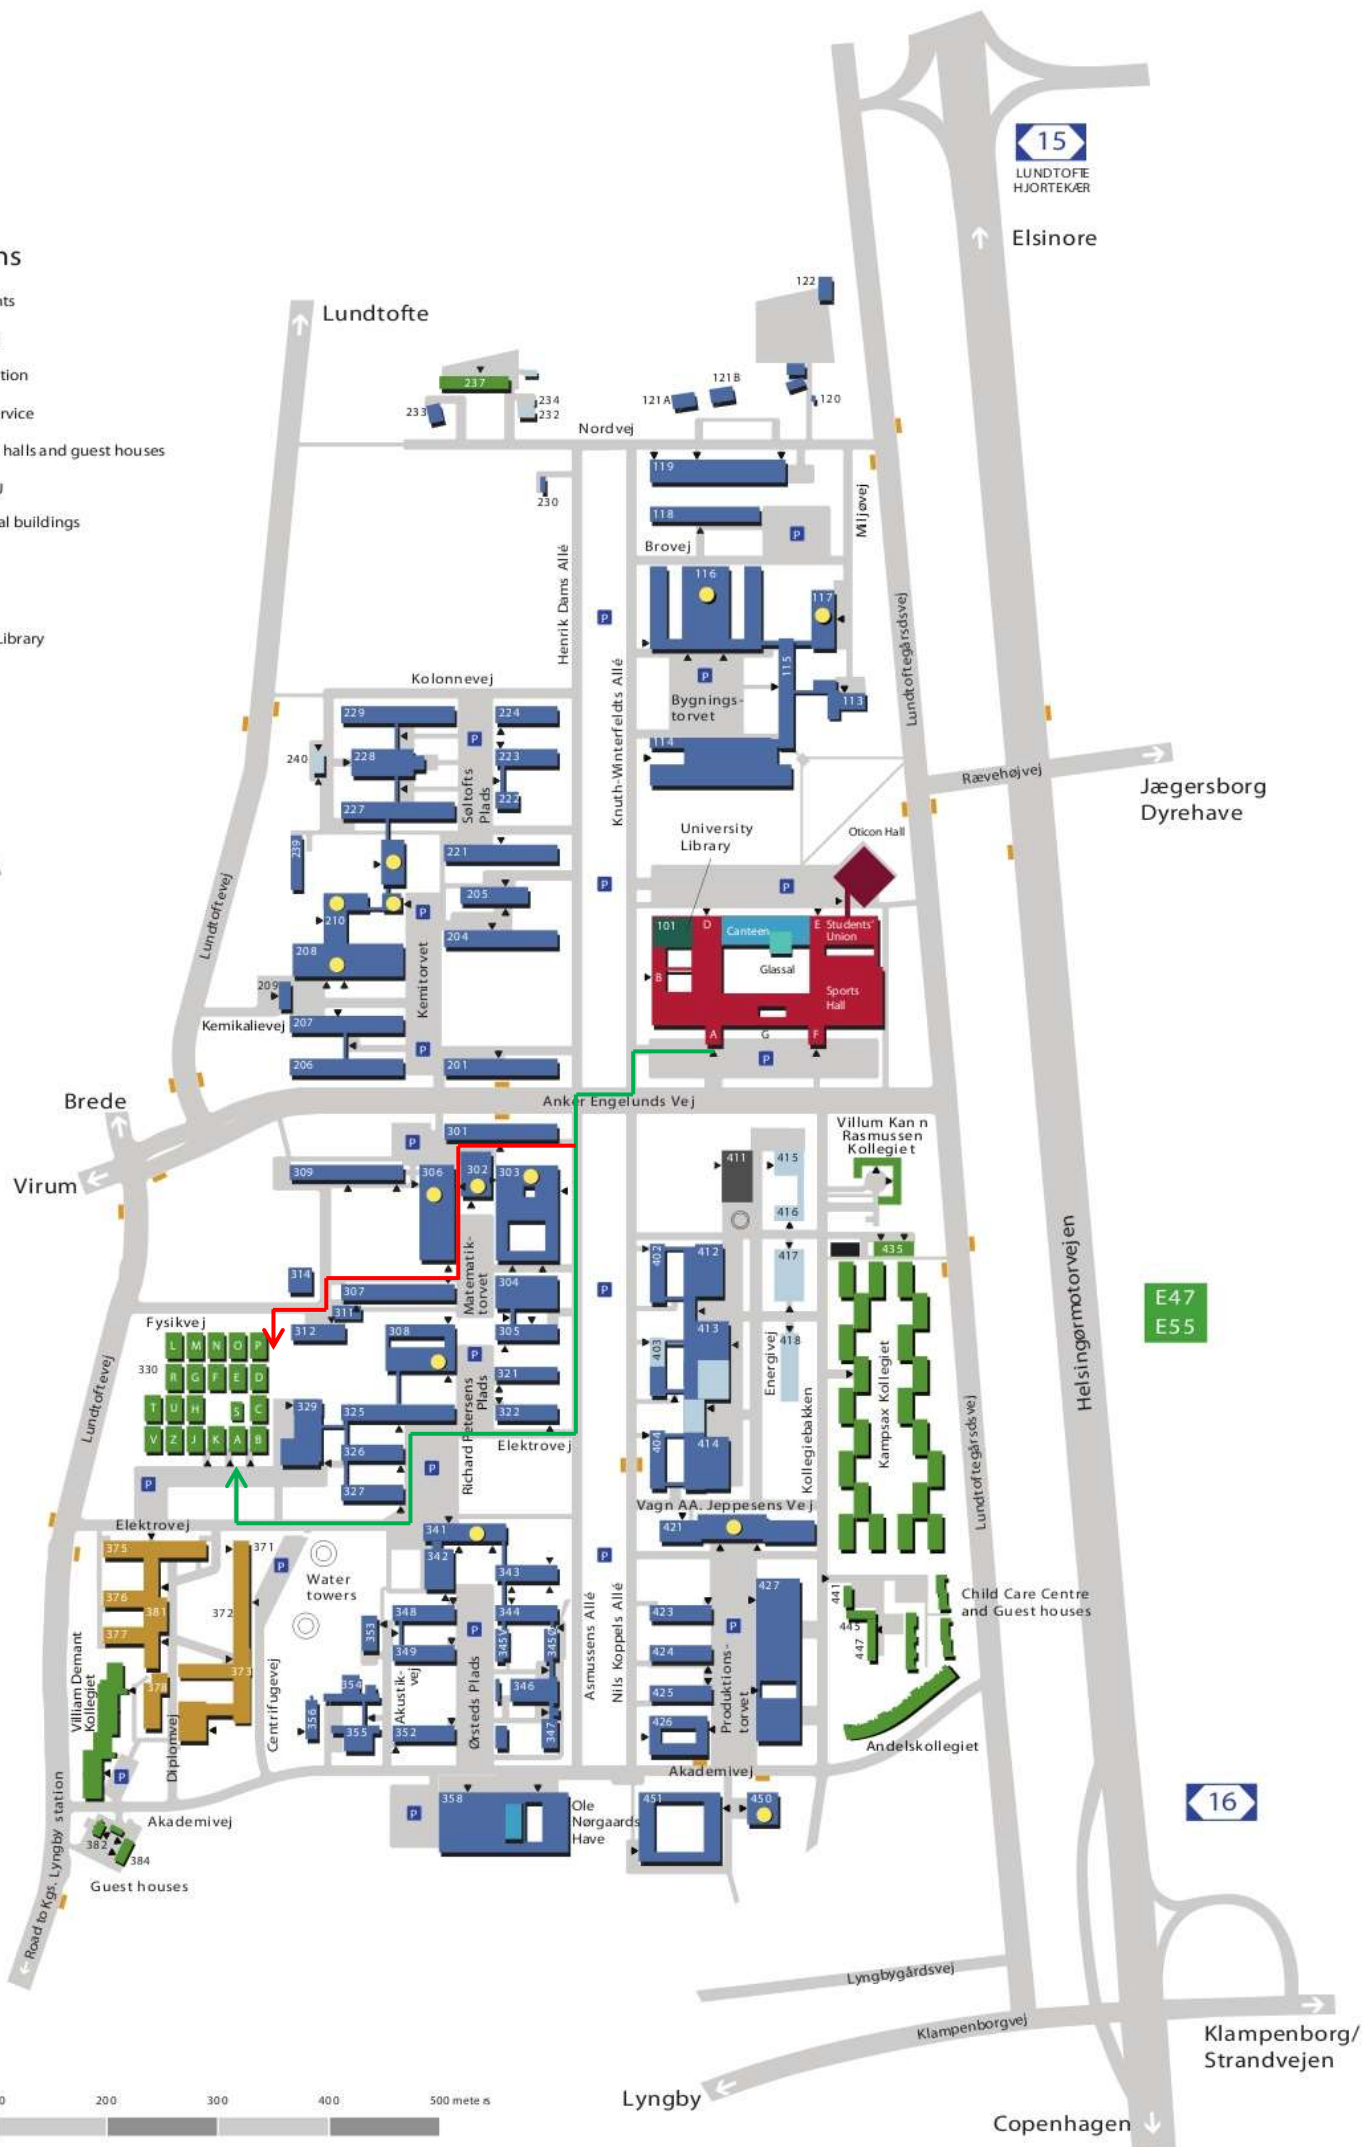 15
LUNDTOFTE
HJORTEKÆR
Elsinore
ns
nts
tion
rvice
halls and guest houses
al buildings
Library
Lundtofte
122
237
234
232
233
121A
121B
120
Nordvej
119
230
118
Brovej
Miljøvej
Henrik Dams Allé
Knuth-Winterfeldts Allé
Lundtoftegårsdsvej
116
117
115
113
Bygnings-
torvet
114
Kolonnevej
229
224
228
223
240
222
227
Søltofts
Plads
Rævehøjvej
Jægersborg
Dyrehave
University
Library
Oticon Hall
239
221
205
210
204
208
Kemitorvet
209
Kemikalievej
207
206
201
Lundtoftevej
101
D
Canteen
E
Students'
Union
B
Glassal
Sports
Hall
A
G
F
P
Anker Engelunds Vej
Brede
Virum
301
309
306
302
303
411
415
416
Villum Kann
Rasmussen
Kollegiet
Matematik-
torvet
402
412
417
435
314
307
304
311
312
308
305
413
403
418
Energivej
Kollegiebakken
Kampsax Kollegiet
Helsingørmotorvejen
E47
E55
Fysikvej
330
L M N O P
R G F E D
T U H S C
V Z J K A B
329
325
326
327
321
322
Richard Petersens
Plads
Elektrovej
404
414
Lundtoftevej
Lundtoftegårdsvej
Vagn AA. Jeppesens Vej
421
Elektrovej
375
371
376
381
377
372
373
378
Water
towers
341
342
343
348
344
353
349
345V
345Ø
346
347
354
356
355
352
Akustik-
vej
Ørsteds Plads
Asmussens Allé
Nils Koppels Allé
427
423
424
425
426
Produktions-
torvet
441
445
447
Child Care Centre
and Guest houses
Andelskollegiet
Villiam Demant
Kollegiet
Diplomvej
Centrifugevej
Akademivej
Akademivej
358
Ole
Nørgaards
Have
451
450
382
384
Guest houses
Road to Kgs. Lyngby station
16
Lyngbygårdsvej
Klampenborgvej
Klampenborg/
Strandvejen
Lyngby
Copenhagen
0 200 300 400 500 meters